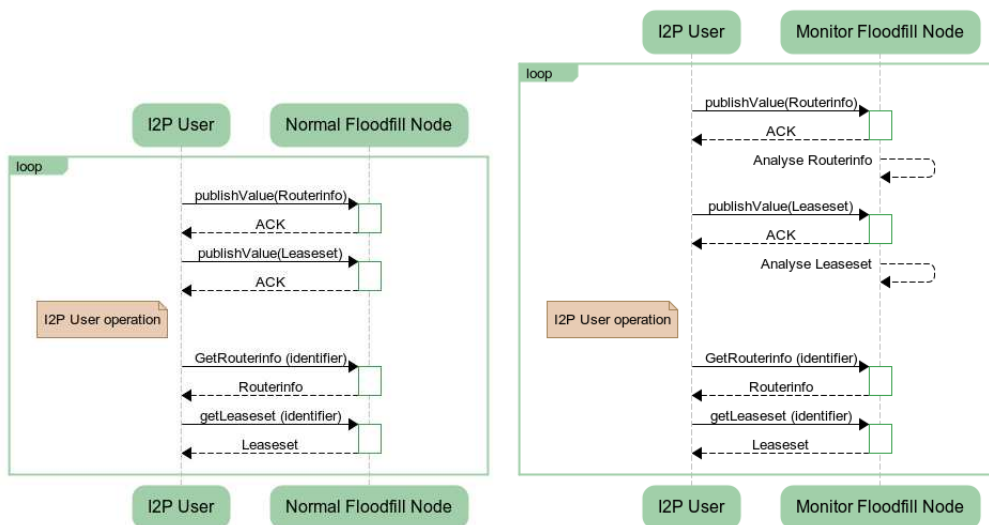 I2P User
Normal Floodfill Node
loop
publishValue(Routerinfo)
ACK
publishValue(Leaseset)
ACK
I2P User operation
GetRouterinfo (identifier)
Routerinfo
getLeaseset (identifier)
Leaseset
I2P User
Normal Floodfill Node
I2P User
Monitor Floodfill Node
loop
publishValue(Routerinfo)
ACK
Analyse Routerinfo
publishValue(Leaseset)
ACK
Analyse Leaseset
I2P User operation
GetRouterinfo (identifier)
Routerinfo
getLeaseset (identifier)
Leaseset
I2P User
Monitor Floodfill Node